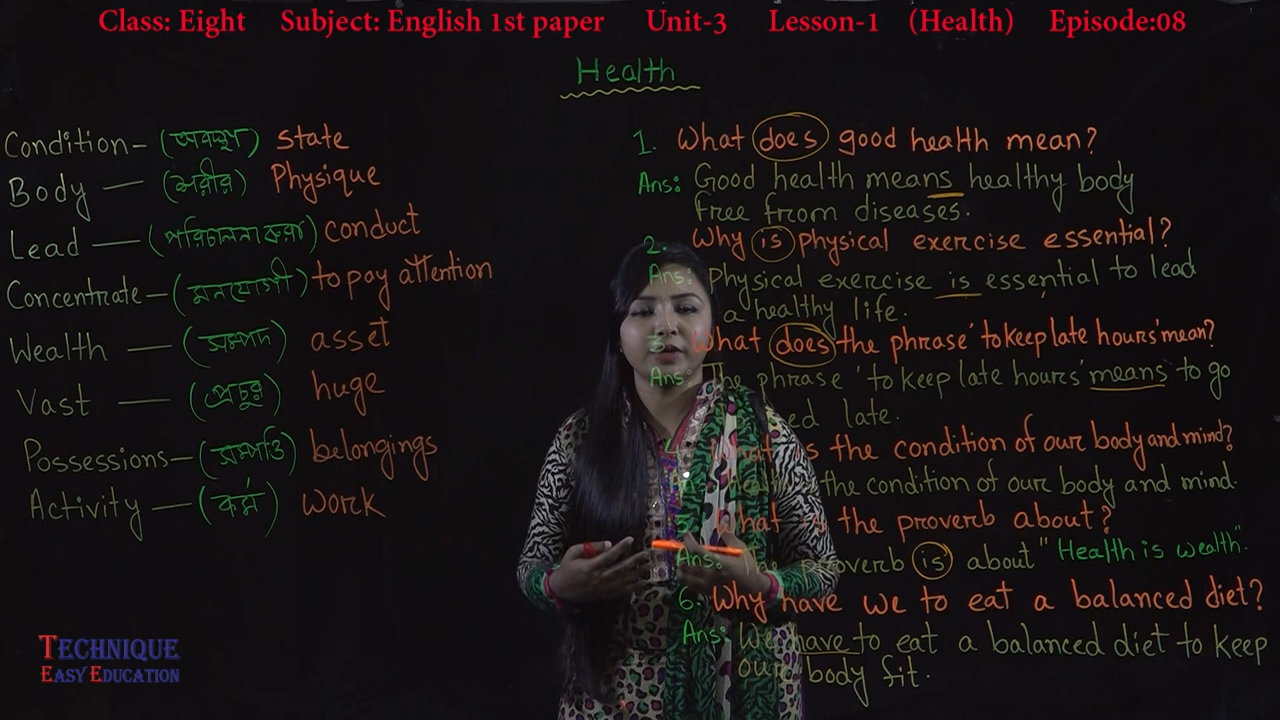 Class: Eight Subject: English 1st paper Unit-3 Lesson-1 (Health) Episode:08
Health
Condition- (অবস্থা) state
Body — (শরীর) Physique
Lead — (পরিচালনা করা) conduct
Concentrate- (মনযোগী) to pay attention
Wealth — (সম্পদ) asset
Vast — (প্রচুর) huge
Possessions- (সম্পত্তি) belongings
Activity — (কর্ম) work
1. What does good health mean?
Ans: Good health means healthy body
free from diseases.
2. Why is physical exercise essential?
Ans: Physical exercise is essential to lead
a healthy life.
3. What does the phrase 'to keep late hours' mean?
Ans: The phrase 'to keep late hours' means to go
late.
What is the condition of our body and mind?
the condition of our body and mind.
5. What is the proverb about?
Ans: The proverb is about "Health is wealth."
6. Why have we to eat a balanced diet?
Ans: We have to eat a balanced diet to keep
our body fit.
TECHNIQUE
EASY EDUCATION